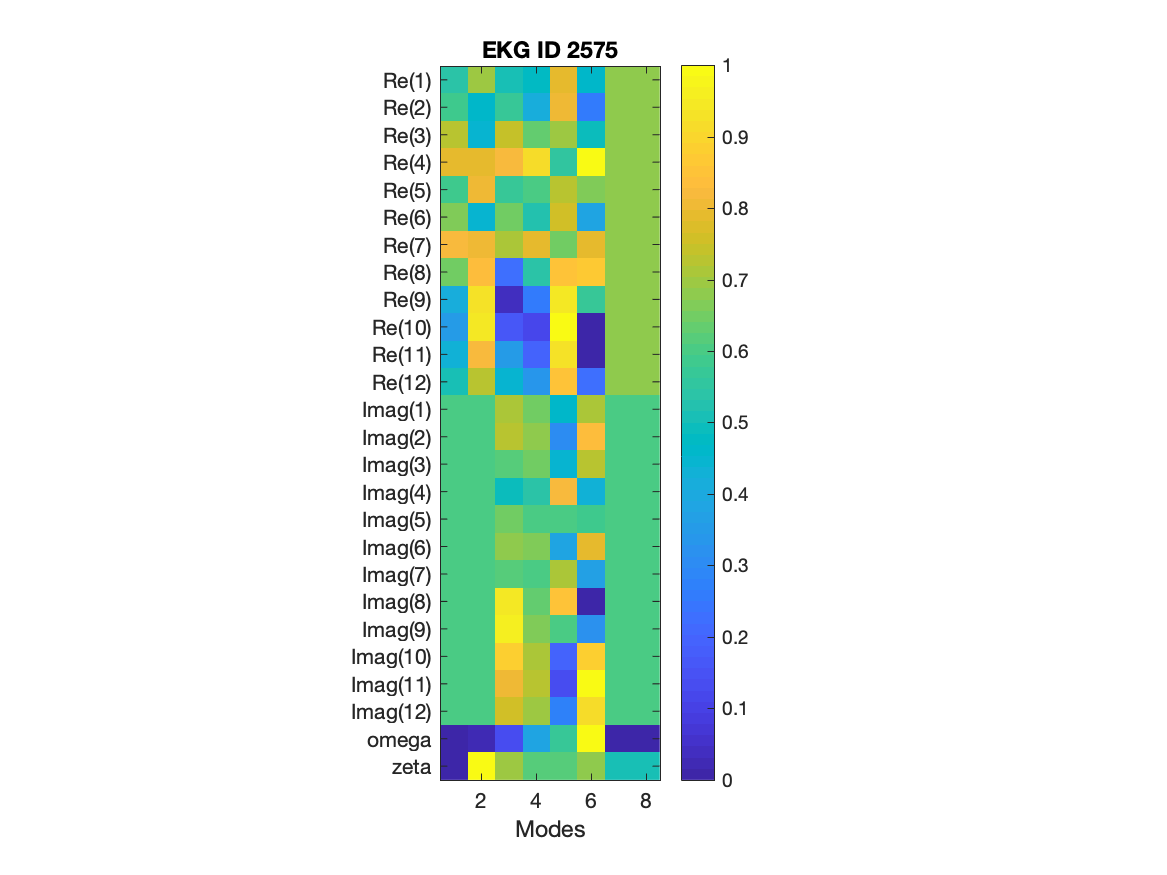 EKG ID 2575
Re(1)
Re(2)
Re(3)
Re(4)
Re(5)
Re(6)
Re(7)
Re(8)
Re(9)
Re(10)
Re(11)
Re(12)
Imag(1)
Imag(2)
Imag(3)
Imag(4)
Imag(5)
Imag(6)
Imag(7)
Imag(8)
Imag(9)
Imag(10)
Imag(11)
Imag(12)
omega
zeta
2 4 6 8
Modes
1
0.9
0.8
0.7
0.6
0.5
0.4
0.3
0.2
0.1
0